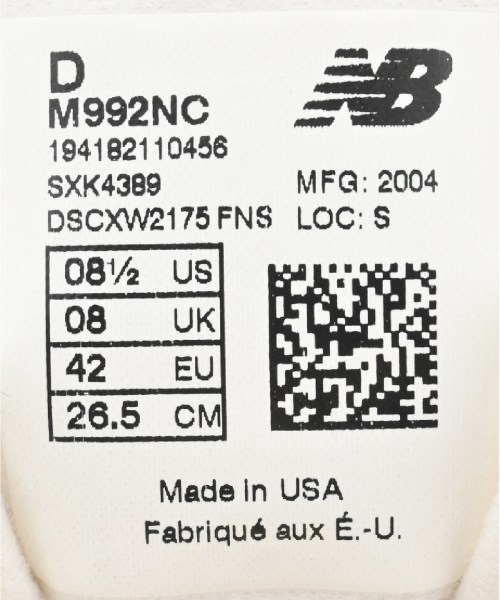 D
NB
M992NC
194182110456
SXK4389
MFG: 2004
DSCXW2175 FNS
LOC: S
08½ US
08 UK
42 EU
26.5 CM
Made in USA
Fabriqué aux É.-U.